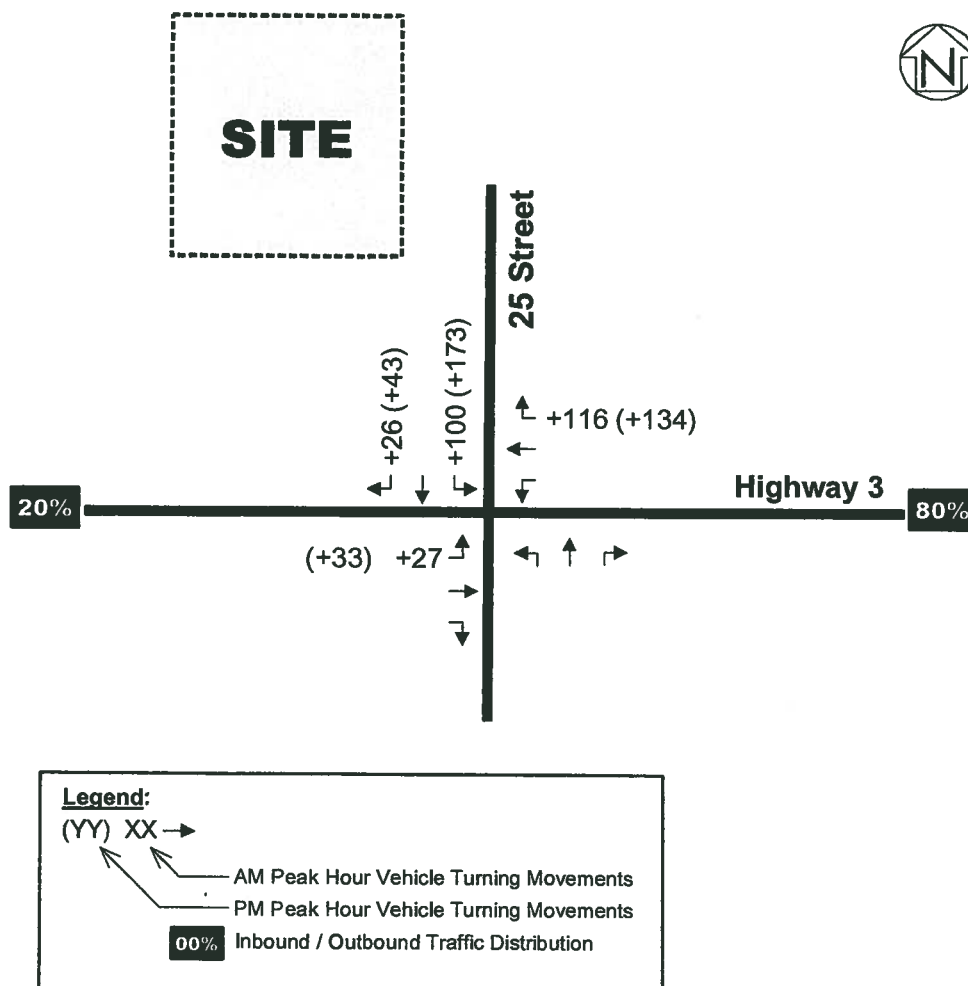 SITE
N
25 Street
+26 (+43)
+100 (+173)
+116 (+134)
Highway 3
20%
80%
(+33) +27
Legend:
(YY) XX
AM Peak Hour Vehicle Turning Movements
PM Peak Hour Vehicle Turning Movements
00% Inbound / Outbound Traffic Distribution